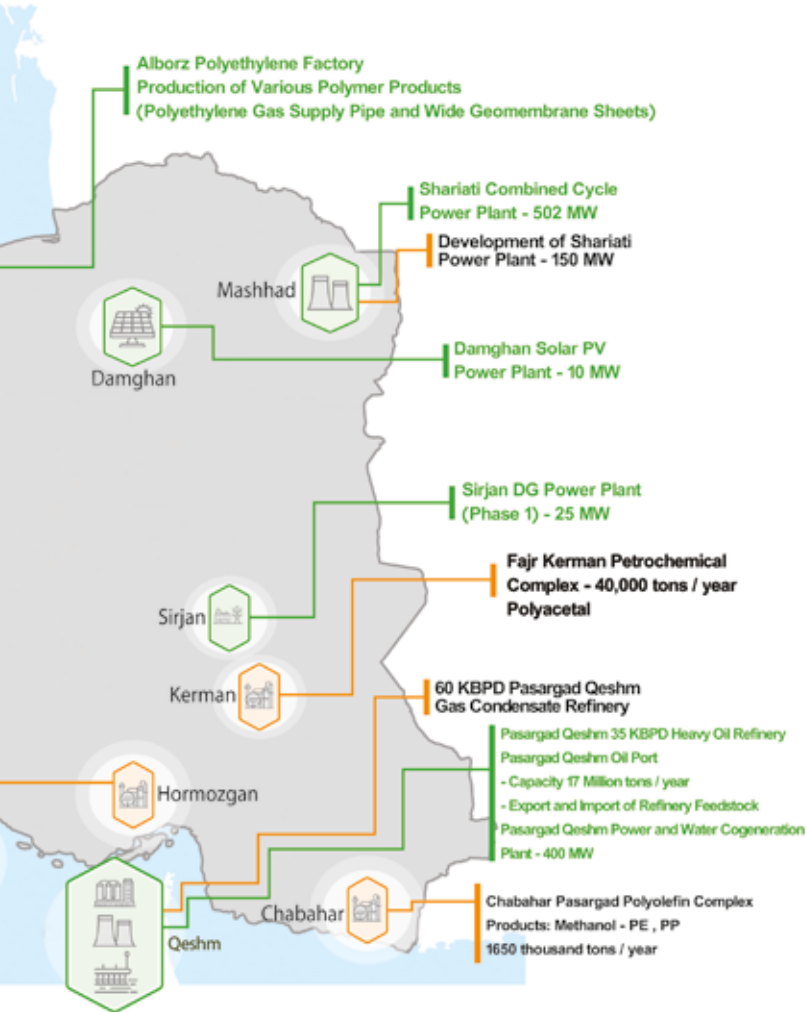 Alborz Polyethylene Factory
Production of Various Polymer Products
(Polyethylene Gas Supply Pipe and Wide Geomembrane Sheets)
Shariati Combined Cycle
Power Plant - 502 MW
Development of Shariati
Power Plant - 150 MW
Mashhad
Damghan
Damghan Solar PV
Power Plant - 10 MW
Sirjan DG Power Plant
(Phase 1) - 25 MW
Fajr Kerman Petrochemical
Complex - 40,000 tons / year
Polyacetal
Sirjan
Kerman
60 KBPD Pasargad Qeshm
Gas Condensate Refinery
Pasargad Qeshm 35 KBPD Heavy Oil Refinery
Pasargad Qeshm Oil Port
- Capacity 17 Million tons / year
- Export and Import of Refinery Feedstock
Pasargad Qeshm Power and Water Cogeneration
Plant - 400 MW
Hormozgan
Chabahar
Qeshm
Chabahar Pasargad Polyolefin Complex
Products: Methanol - PE , PP
1650 thousand tons / year